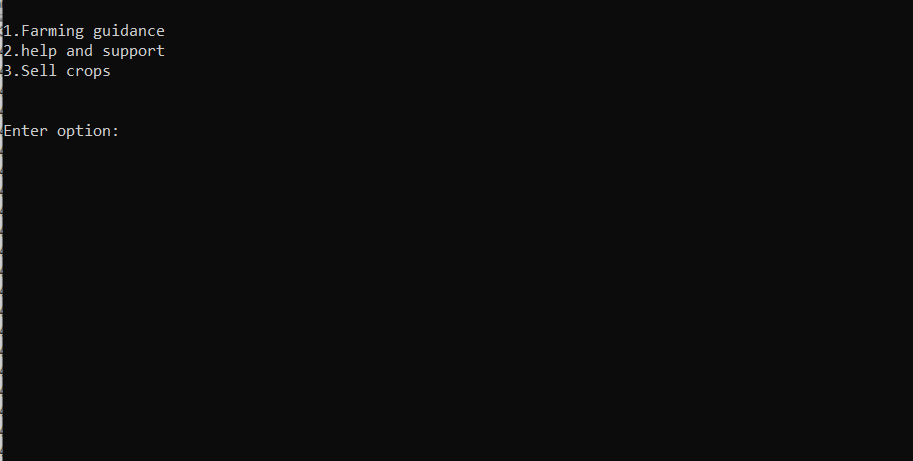 1.Farming guidance
2.help and support
3.Sell crops
Enter option: